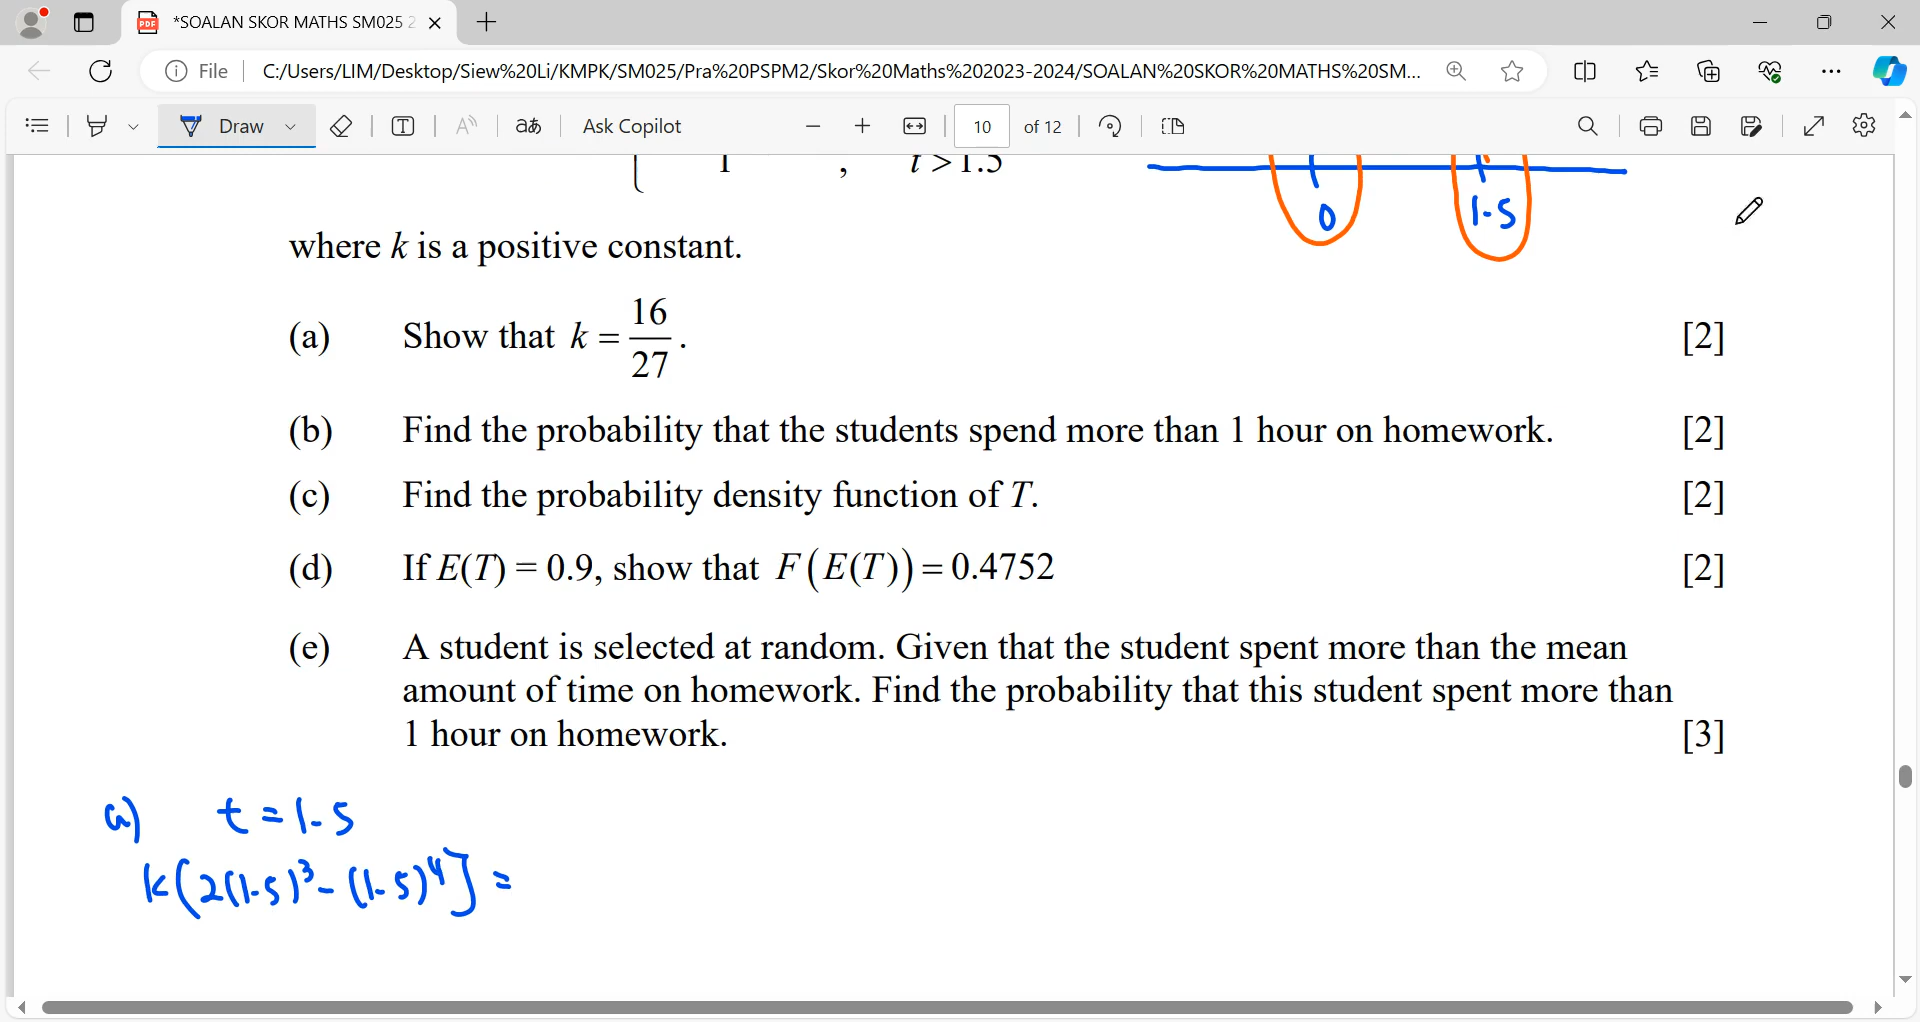 *SOALAN SKOR MATHS SM025 2
File C:/Users/LIM/Desktop/Siew%20Li/KMPK/SM025/Pra%20PSPM2/Skor%20Maths%202023-2024/SOALAN%20SKOR%20MATHS%20SM...
Draw Ask Copilot 10 of 12
1 , t > 1.5
0 1.5
where k is a positive constant.
(a) Show that k = 16/27. [2]
(b) Find the probability that the students spend more than 1 hour on homework. [2]
(c) Find the probability density function of T. [2]
(d) If E(T) = 0.9, show that F(E(T)) = 0.4752 [2]
(e) A student is selected at random. Given that the student spent more than the mean
amount of time on homework. Find the probability that this student spent more than
1 hour on homework. [3]
a) t = 1.5
k[2(1.5)³ - (1.5)⁴] =